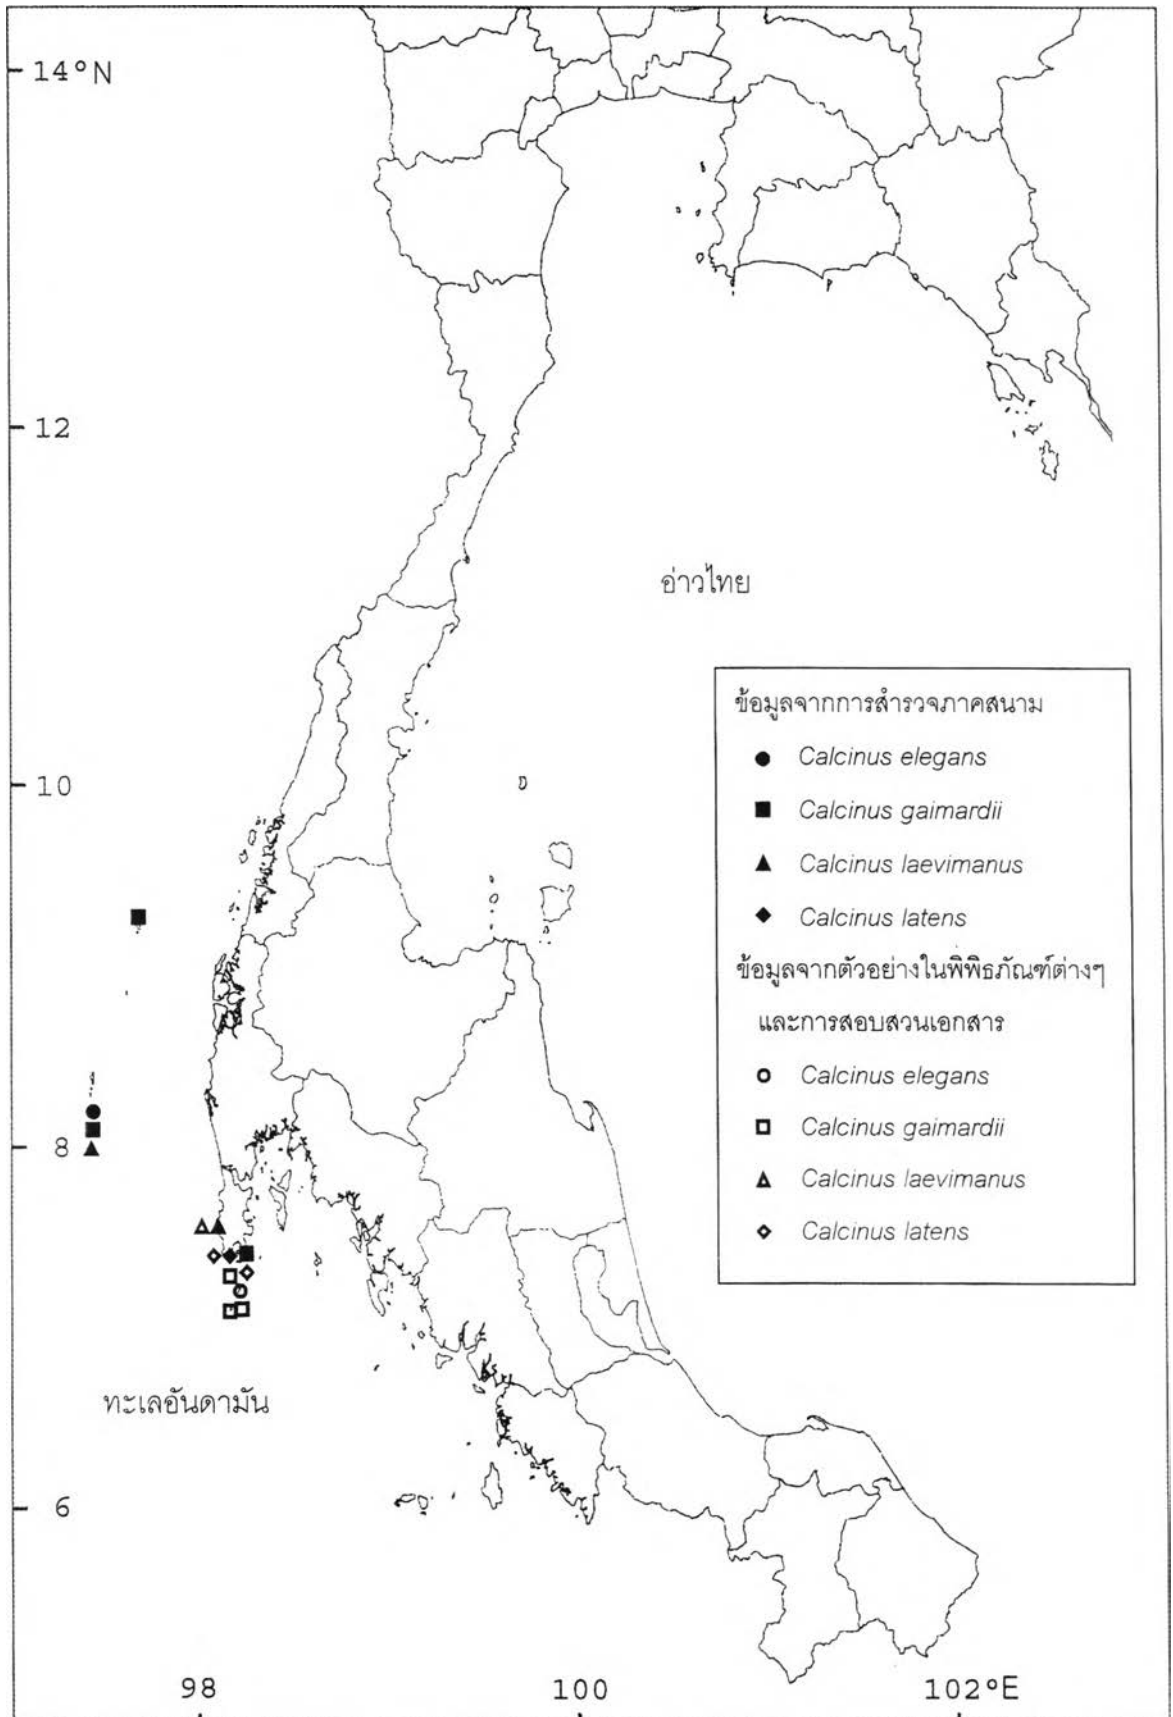 14°N
12
อ่าวไทย
ข้อมูลจากการสำรวจภาคสนาม
Calcinus elegans
10
Calcinus gaimardii
Calcinus laevimanus
Calcinus latens
ข้อมูลจากตัวอย่างในพิพิธภัณฑ์ต่างๆ
และการสอบสวนเอกสาร
Calcinus elegans
Calcinus gaimardii
8
Calcinus laevimanus
Calcinus latens
ทะเลอันดามัน
6
98 100 102°E